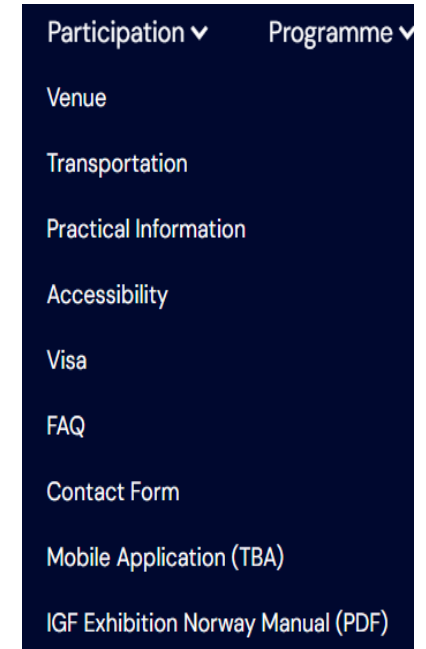 Participation Programme
Venue
Transportation
Practical Information
Accessibility
Visa
FAQ
Contact Form
Mobile Application (TBA)
IGF Exhibition Norway Manual (PDF)